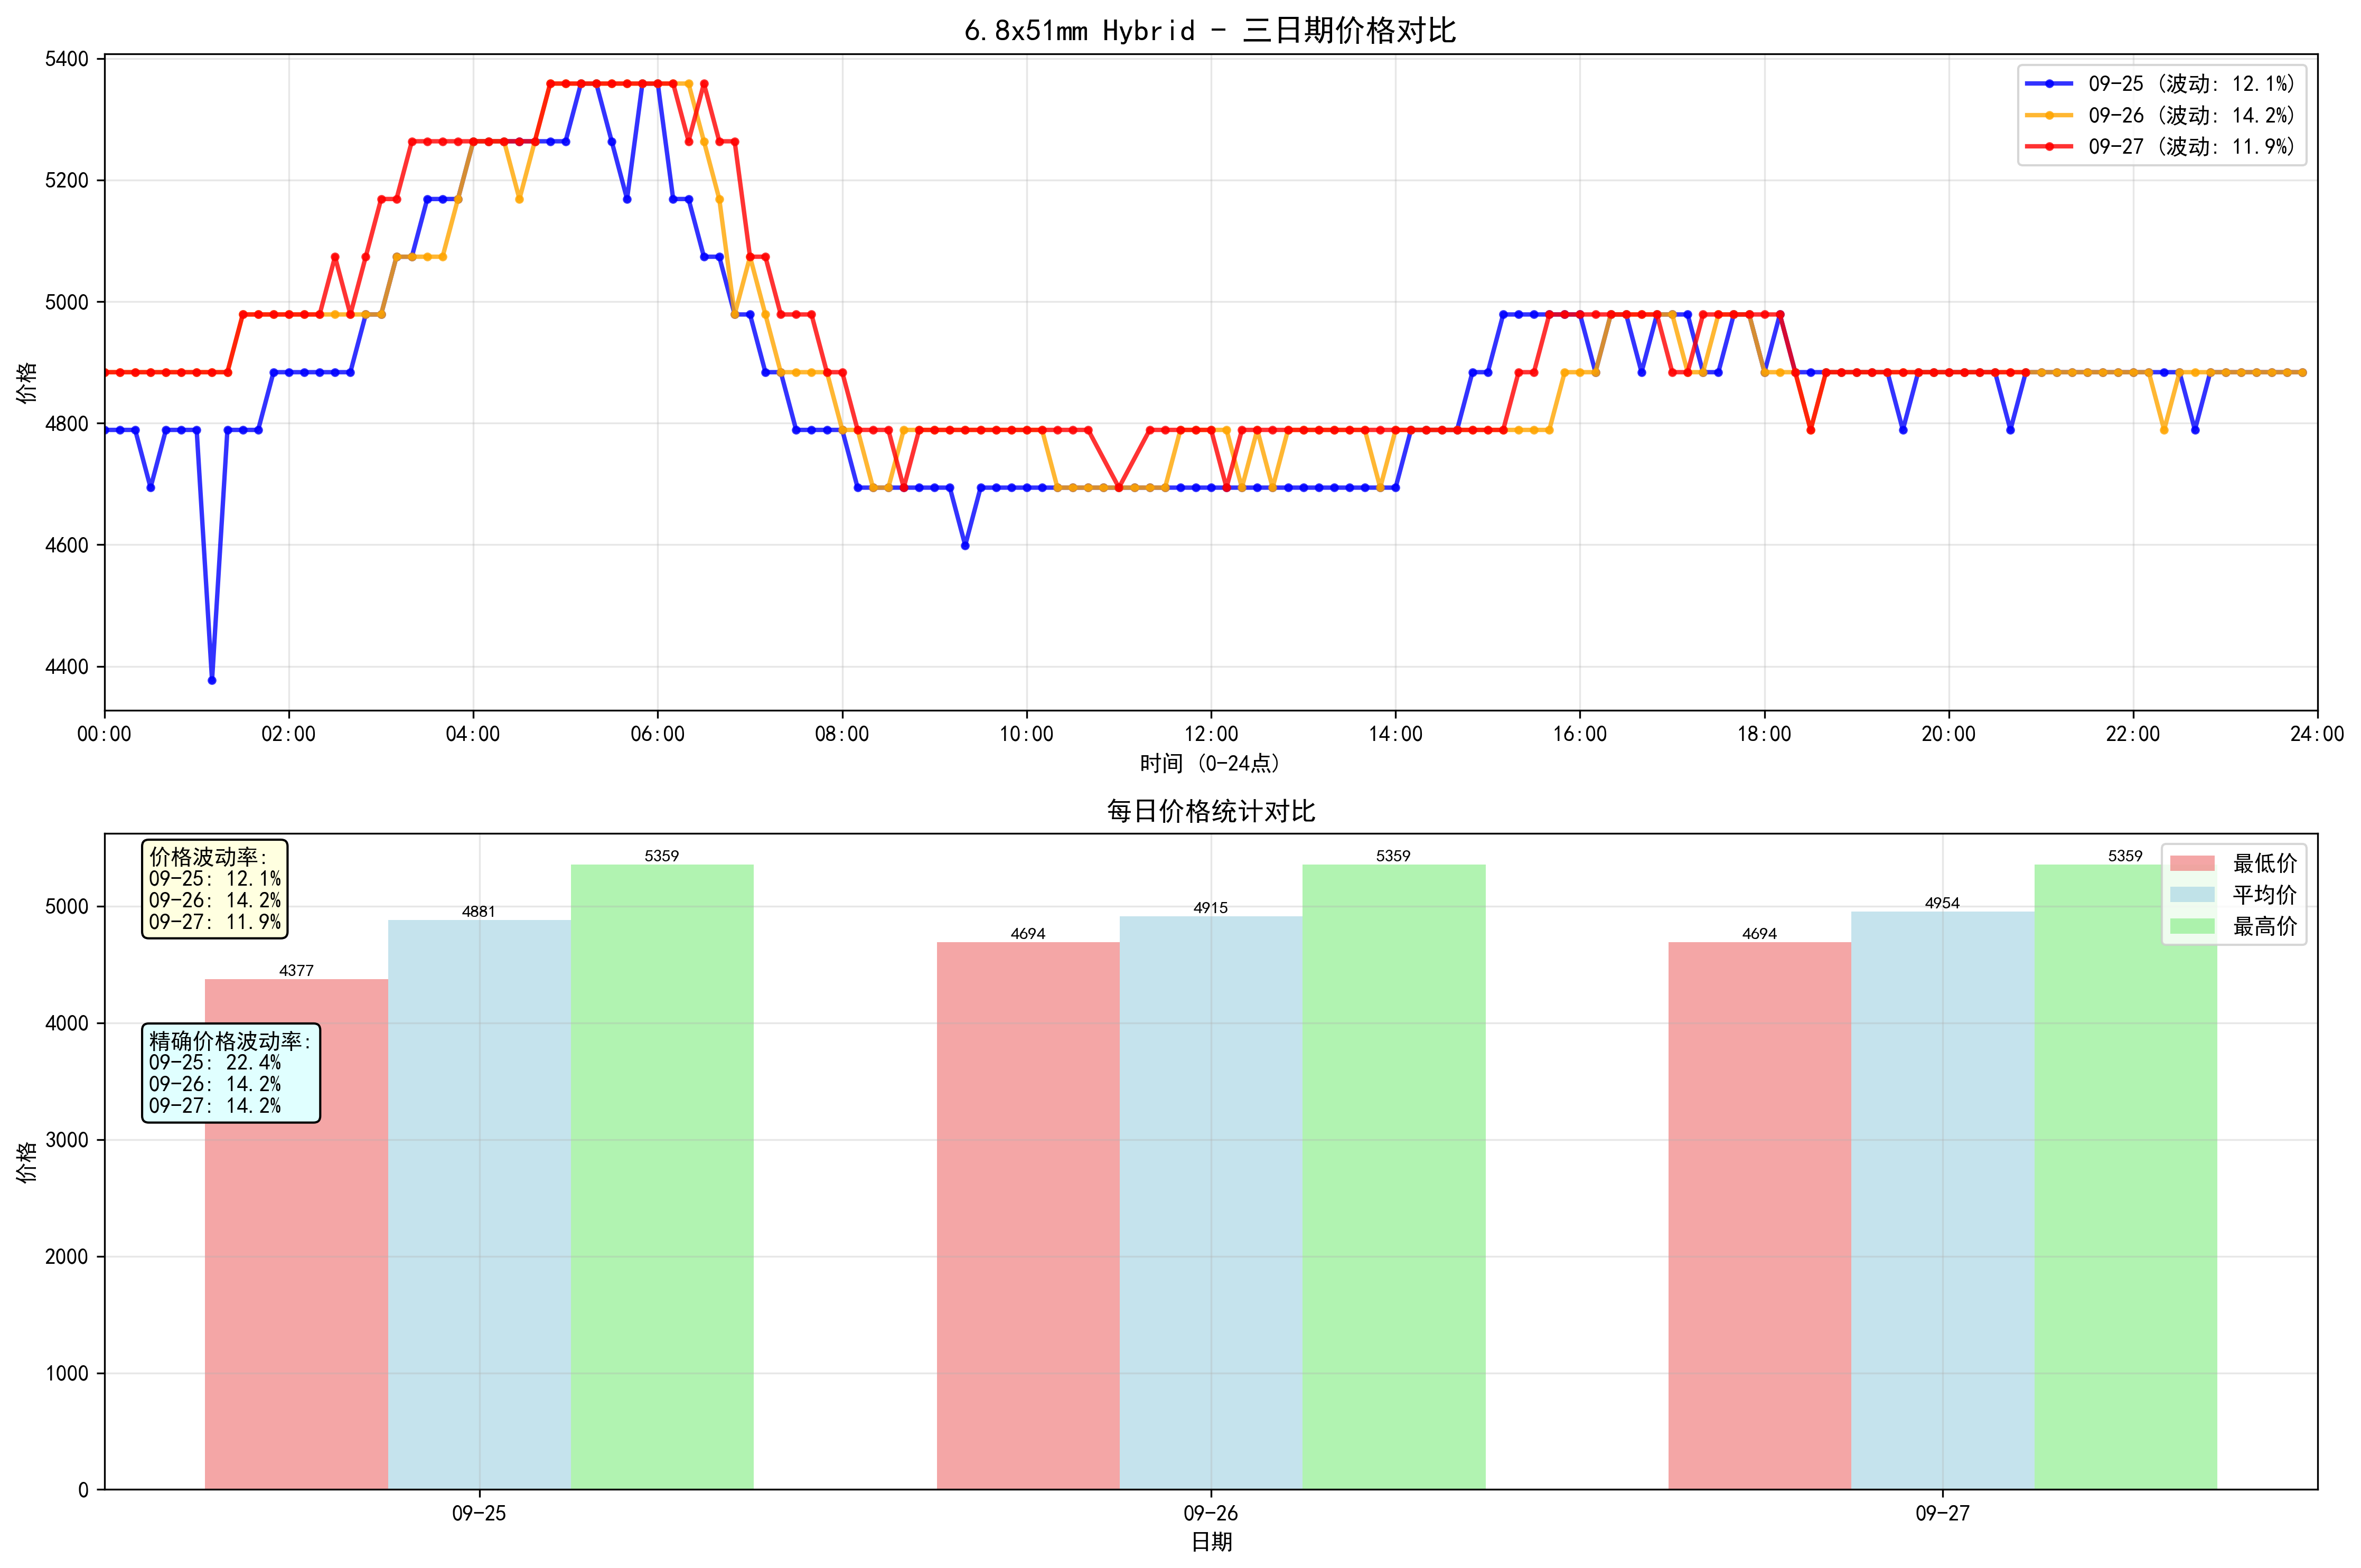 6.8x51mm Hybrid - 三日期价格对比
5400
5200
5000
4800
4600
4400
价格
09-25 (波动: 12.1%)
09-26 (波动: 14.2%)
09-27 (波动: 11.9%)
00:00 02:00 04:00 06:00 08:00 10:00 12:00 14:00 16:00 18:00 20:00 22:00 24:00
时间 (0-24点)
每日价格统计对比
价格波动率:
09-25: 12.1%
09-26: 14.2%
09-27: 11.9%
精确价格波动率:
09-25: 22.4%
09-26: 14.2%
09-27: 14.2%
最低价
平均价
最高价
4377 4881 5359 4694 4915 5359 4694 4954 5359
5000
4000
3000
2000
1000
0
价格
09-25 09-26 09-27
日期